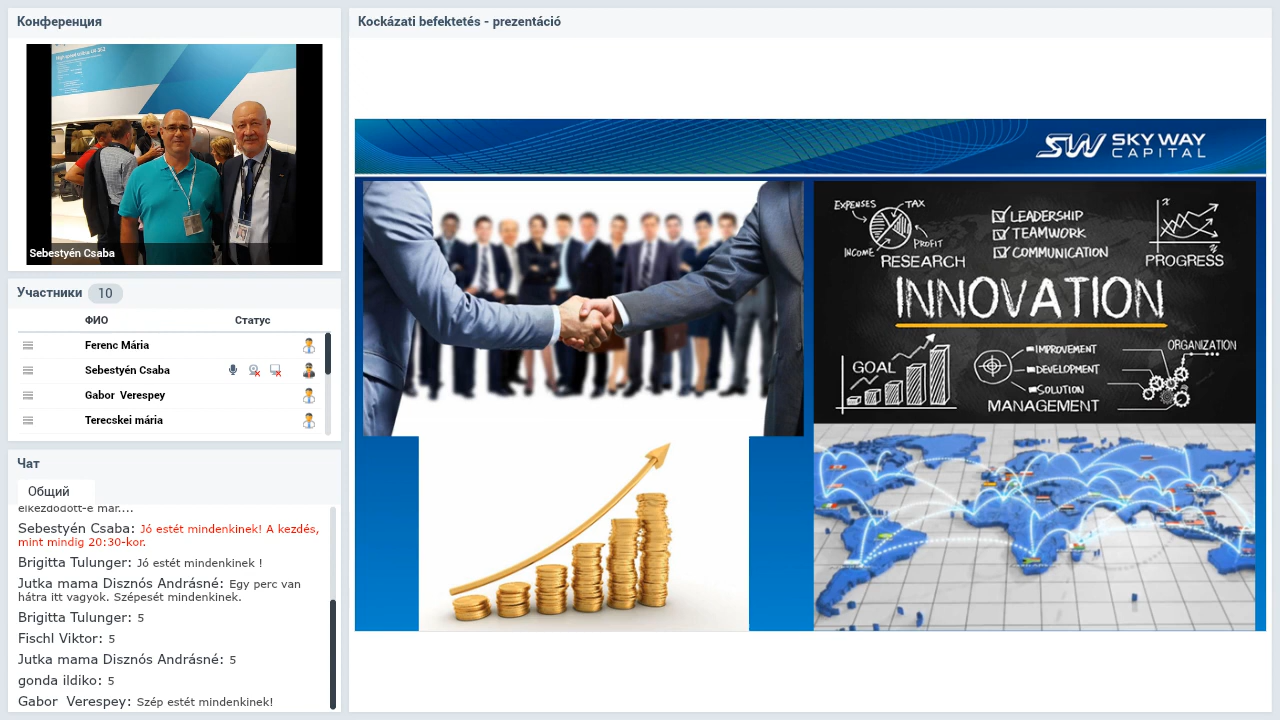 Конференция
Sebestyén Csaba
Участники 10
ФИО Статус
Ferenc Mária
Sebestyén Csaba
Gabor Verespey
Terecskei mária
Чат
Общий
elkezdődött-e már....
Sebestyén Csaba: Jó estét mindenkinek! A kezdés,
mint mindig 20:30-kor.
Brigitta Tulunger: Jó estét mindenkinek !
Jutka mama Disznós Andrásné: Egy perc van
hátra itt vagyok. Szépesét mindenkinek.
Brigitta Tulunger: 5
Fischl Viktor: 5
Jutka mama Disznós Andrásné: 5
gonda ildiko: 5
Gabor Verespey: Szép estét mindenkinek!
Kockázati befektetés - prezentáció
SW SKY WAY
CAPITAL
EXPENSES
TAX
INCOME
PROFIT
RESEARCH
LEADERSHIP
TEAMWORK
COMMUNICATION
PROGRESS
INNOVATION
GOAL
IMPROVEMENT
DEVELOPMENT
SOLUTION
MANAGEMENT
ORGANIZATION